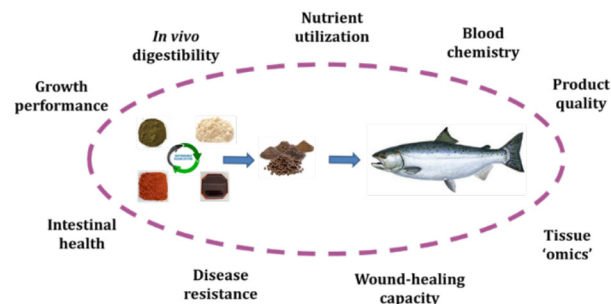 Nutrient
utilization
In vivo
digestibility
Blood
chemistry
Growth
performance
Product
quality
Intestinal
health
Tissue
'omics'
Disease
resistance
Wound-healing
capacity